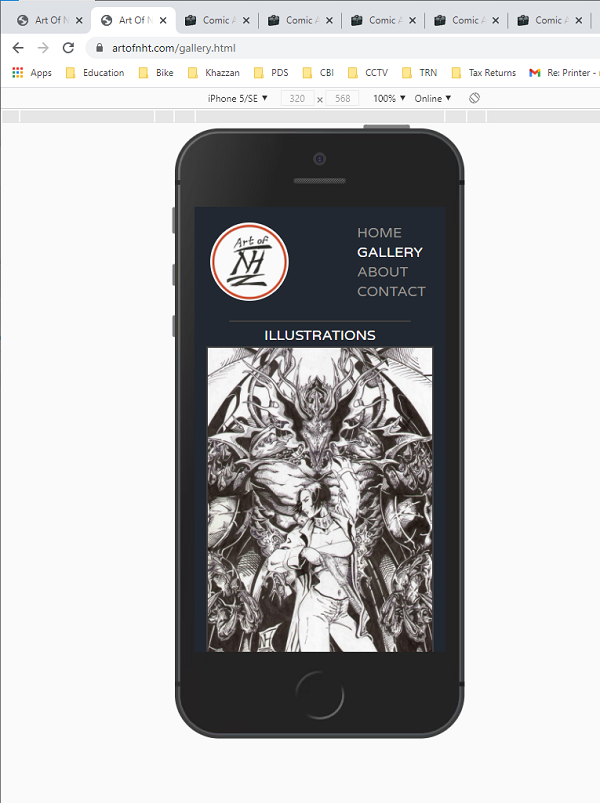 Art Of N
Art Of N
Comic A
Comic A
Comic A
Comic A
Comic A
artofnht.com/gallery.html
Apps Education Bike Khazzan PDS CBI CCTV TRN Tax Returns Re: Printer -
iPhone 5/SE ▼ 320 × 568 100% ▼ Online ▼
Art of
NH
HOME
GALLERY
ABOUT
CONTACT
ILLUSTRATIONS